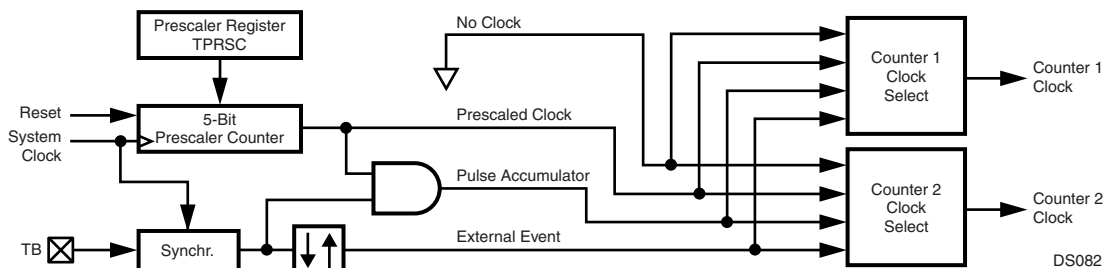 Prescaler Register
TPRSC
No Clock
Counter 1
Clock
Select
Counter 1
Clock
Reset
System
Clock
5-Bit
Prescaler Counter
Prescaled Clock
Pulse Accumulator
Counter 2
Clock
Select
Counter 2
Clock
TB
Synchr.
External Event
DS082